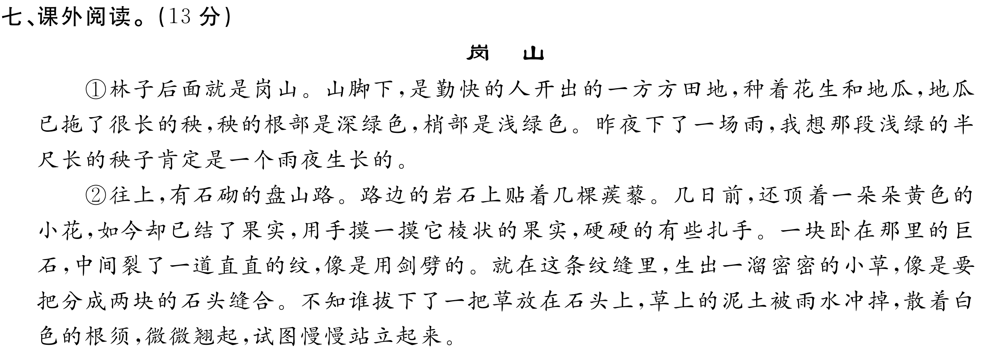 七、课外阅读。(13 分)
岗 山
①林子后面就是岗山。山脚下,是勤快的人开出的一方方田地,种着花生和地瓜,地瓜
已拖了很长的秧,秧的根部是深绿色,梢部是浅绿色。昨夜下了一场雨,我想那段浅绿的半
尺长的秧子肯定是一个雨夜生长的。
②往上,有石砌的盘山路。路边的岩石上贴着几棵蒺藜。几日前,还顶着一朵朵黄色的
小花,如今却已结了果实,用手摸一摸它棱状的果实,硬硬的有些扎手。一块卧在那里的巨
石,中间裂了一道直直的纹,像是用剑劈的。就在这条纹缝里,生出一溜密密的小草,像是要
把分成两块的石头缝合。不知谁拔下了一把草放在石头上,草上的泥土被雨水冲掉,散着白
色的根须,微微翘起,试图慢慢站立起来。